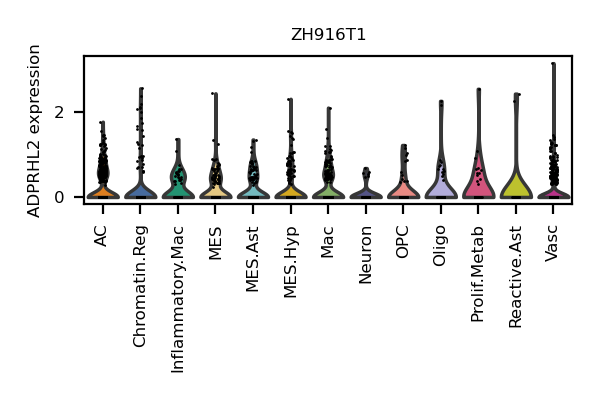 ZH916T1
ADPRHL2 expression
2
0
AC
Chromatin.Reg
Inflammatory.Mac
MES
MES.Ast
MES.Hyp
Mac
Neuron
OPC
Oligo
Prolif.Metab
Reactive.Ast
Vasc